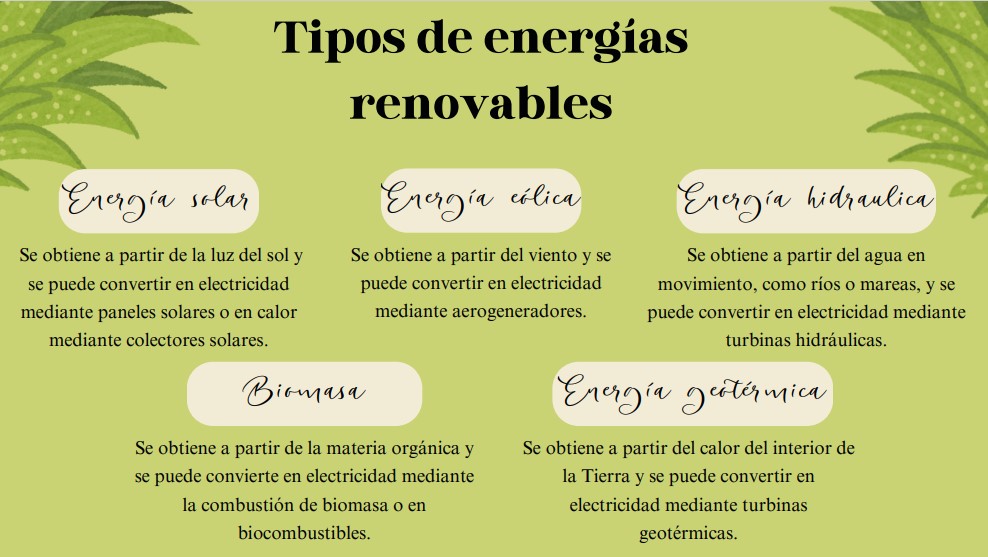 Tipos de energías
renovables
Energía solar
Se obtiene a partir de la luz del sol y
se puede convertir en electricidad
mediante paneles solares o en calor
mediante colectores solares.
Energía eólica
Se obtiene a partir del viento y se
puede convertir en electricidad
mediante aerogeneradores.
Energía hidraulica
Se obtiene a partir del agua en
movimiento, como ríos o mareas, y se
puede convertir en electricidad mediante
turbinas hidráulicas.
Biomasa
Se obtiene a partir de la materia orgánica y
se puede convierte en electricidad mediante
la combustión de biomasa o en
biocombustibles.
Energía geotérmica
Se obtiene a partir del calor del interior de
la Tierra y se puede convertir en
electricidad mediante turbinas
geotérmicas.